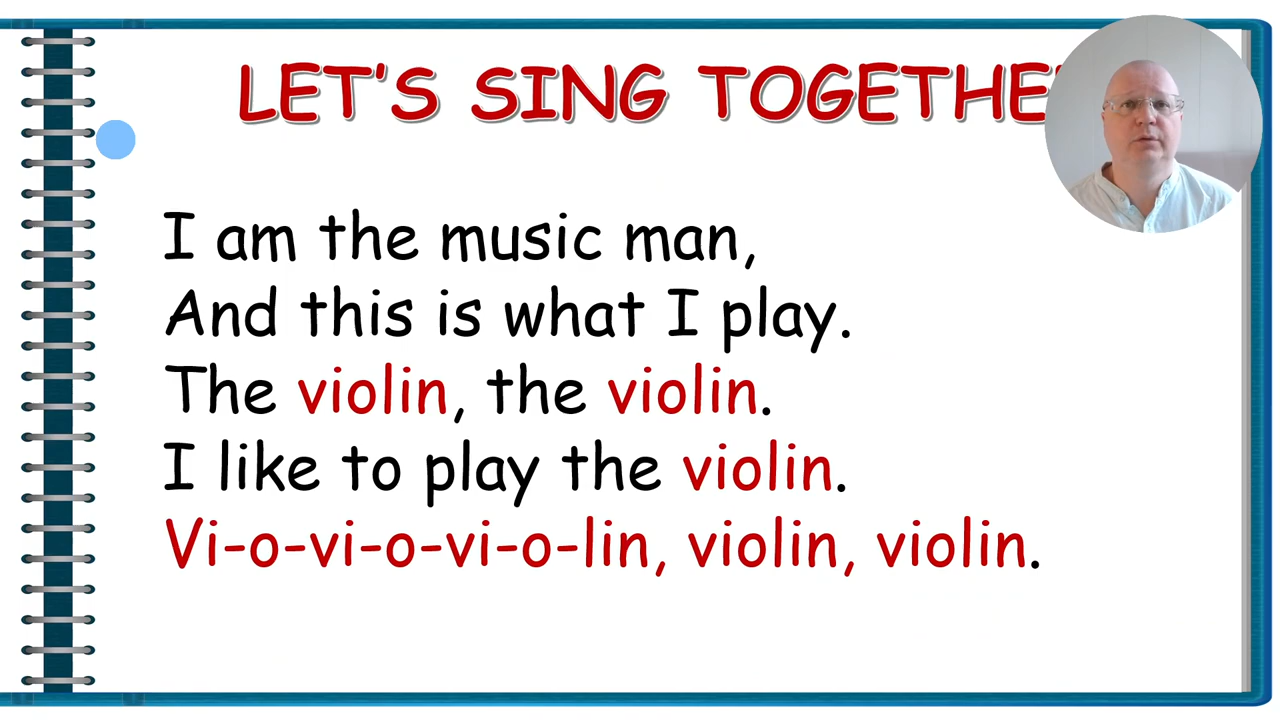 LET'S SING TOGETHE
I am the music man,
And this is what I play.
The violin, the violin.
I like to play the violin.
Vi-o-vi-o-vi-o-lin, violin, violin.